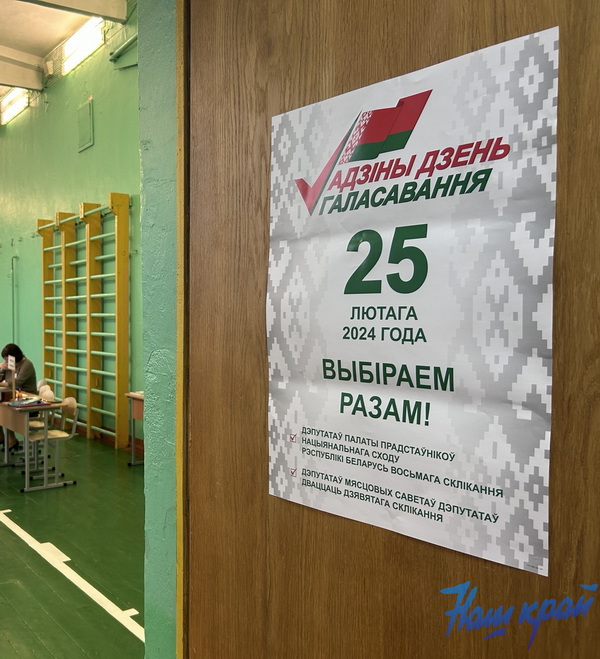 АДЗІНЫ ДЗЕНЬ
ГАЛАСАВАННЯ
25
ЛЮТАГА
2024 ГОДА
ВЫБІРАЕМ
РАЗАМ!
ДЭПУТАТАЎ ПАЛАТЫ ПРАДСТАЎНІКОЎ
НАЦЫЯНАЛЬНАГА СХОДУ
РЭСПУБЛІКІ БЕЛАРУСЬ ВОСЬМАГА СКЛІКАННЯ
ДЭПУТАТАЎ МЯСЦОВЫХ САВЕТАЎ ДЭПУТАТАЎ
ДВАЦЦАЦЬ ДЗЯВЯТАГА СКЛІКАННЯ
Наш край